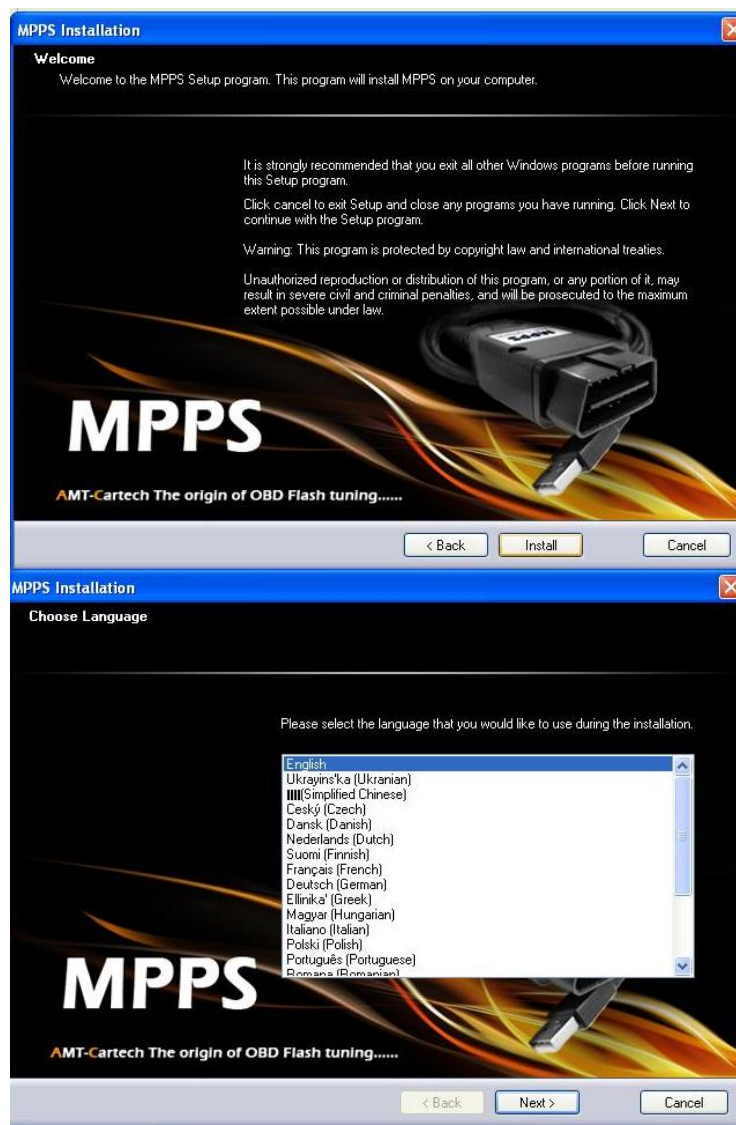 MPPS Installation
Welcome
Welcome to the MPPS Setup program. This program will install MPPS on your computer.
It is strongly recommended that you exit all other Windows programs before running
this Setup program.
Click cancel to exit Setup and close any programs you have running. Click Next to
continue with the Setup program.
Warning: This program is protected by copyright law and international treaties.
Unauthorized reproduction or distribution of this program, or any portion of it, may
result in severe civil and criminal penalties, and will be prosecuted to the maximum
extent possible under law.
MPPS
MPPS
AMT-Cartech The origin of OBD Flash tuning......
< Back
Install
Cancel
MPPS Installation
Choose Language
Please select the language that you would like to use during the installation.
English
Ukrayins'ka (Ukranian)
(Simplified Chinese)
Český (Czech)
Dansk (Danish)
Nederlands (Dutch)
Suomi (Finnish)
Français (French)
Deutsch (German)
Ellinika' (Greek)
Magyar (Hungarian)
Italiano (Italian)
Polski (Polish)
Português (Portuguese)
Romana (Romanian)
MPPS
AMT-Cartech The origin of OBD Flash tuning......
< Back
Next >
Cancel